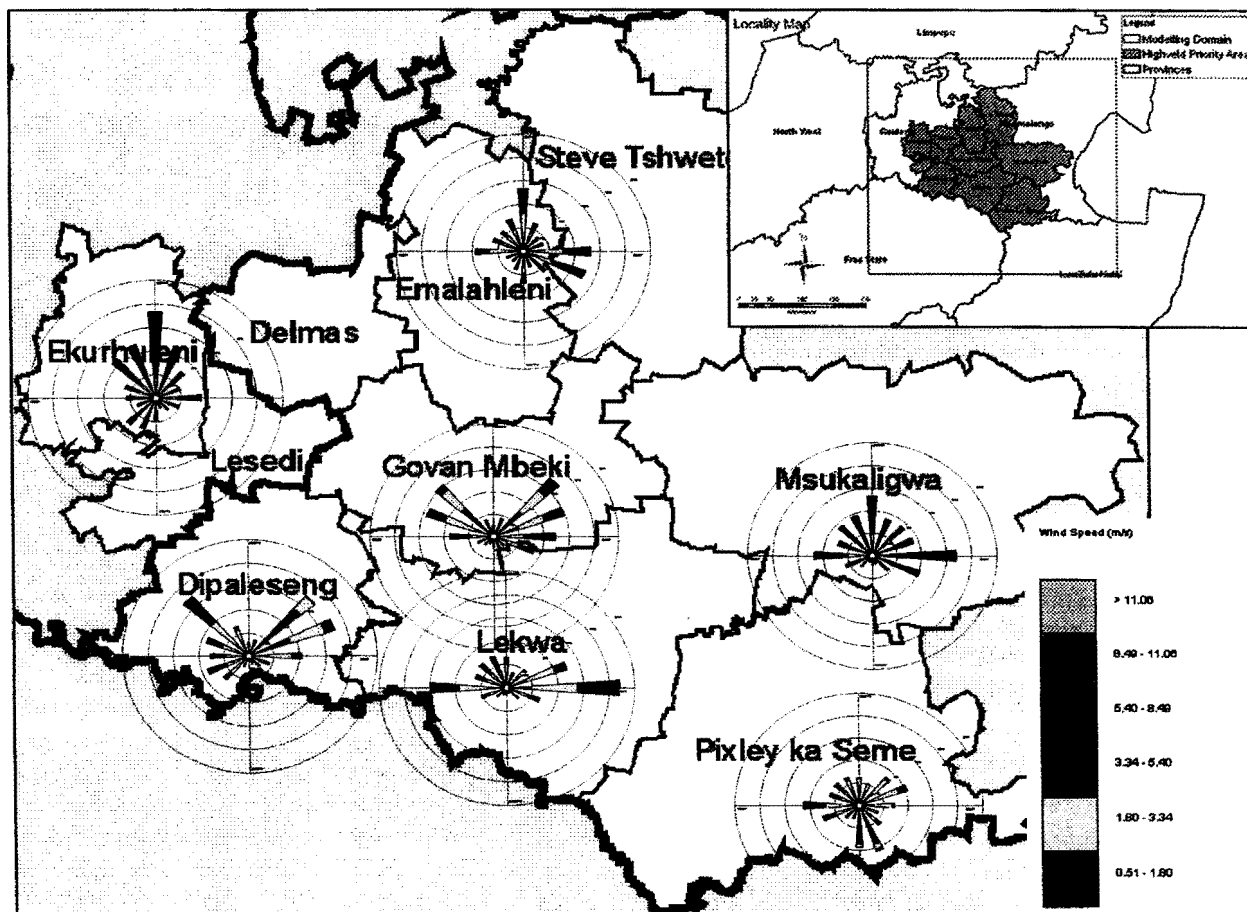 Locality Map
Legend
Modelling Domain
Highveld Priority Area
Provinces
Limpopo
North West
Free State
Steve Tshwet
Emalahleni
Delmas
Ekurhuleni
Lesedi
Govan Mbeki
Msukaligwa
Dipaleseng
Lekwa
Pixley ka Seme
Wind Speed (m/s)
> 11.06
8.49 - 11.06
5.40 - 8.49
3.34 - 5.40
1.80 - 3.34
0.51 - 1.80